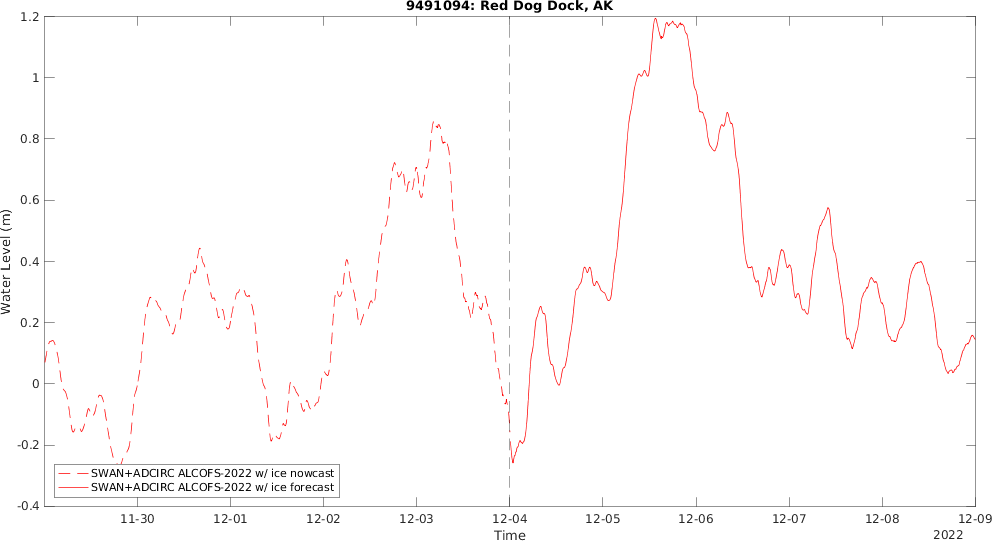 9491094: Red Dog Dock, AK
1.2
1
0.8
0.6
0.4
0.2
0
-0.2
-0.4
Water Level (m)
SWAN+ADCIRC ALCOFS-2022 w/ ice nowcast
SWAN+ADCIRC ALCOFS-2022 w/ ice forecast
11-30 12-01 12-02 12-03 12-04 12-05 12-06 12-07 12-08 12-09
Time
2022